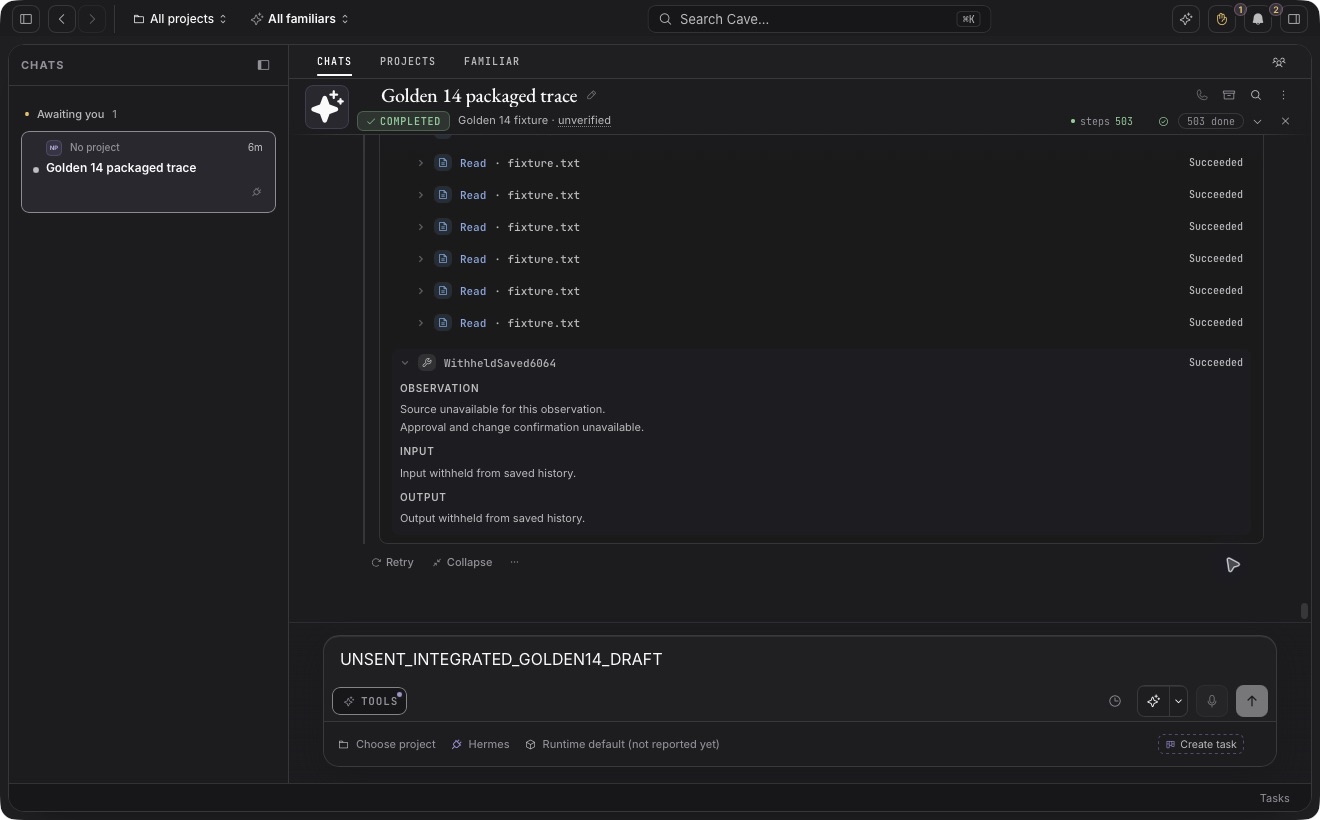 All projects
All familiars
Search Cave...
⌘K
1
2
CHATS
Awaiting you 1
NP No project 6m
Golden 14 packaged trace
CHATS PROJECTS FAMILIAR
Golden 14 packaged trace
COMPLETED Golden 14 fixture · unverified
steps 503
503 done
Read · fixture.txt Succeeded
Read · fixture.txt Succeeded
Read · fixture.txt Succeeded
Read · fixture.txt Succeeded
Read · fixture.txt Succeeded
Read · fixture.txt Succeeded
WithheldSaved6064 Succeeded
OBSERVATION
Source unavailable for this observation.
Approval and change confirmation unavailable.
INPUT
Input withheld from saved history.
OUTPUT
Output withheld from saved history.
Retry Collapse ...
UNSENT_INTEGRATED_GOLDEN14_DRAFT
TOOLS
Choose project Hermes Runtime default (not reported yet) Create task
Tasks